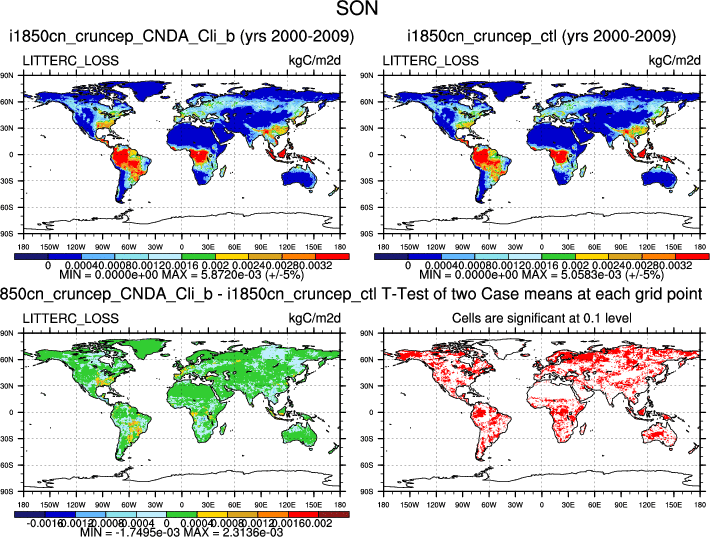 SON
i1850cn_cruncep_CNDA_Cli_b (yrs 2000-2009)
i1850cn_cruncep_ctl (yrs 2000-2009)
LITTERC_LOSS kgC/m2d
LITTERC_LOSS kgC/m2d
90N
60N
30N
0
30S
60S
90S
180 150W 120W 90W 60W 30W 0 30E 60E 90E 120E 150E 180
90N
60N
30N
0
30S
60S
90S
180 150W 120W 90W 60W 30W 0 30E 60E 90E 120E 150E 180
0 0.0004 0.0008 0.0012 0.0016 0.002 0.0024 0.0028 0.0032
MIN = 0.0000e+00 MAX = 5.8720e-03 (+/-5%)
0 0.0004 0.0008 0.0012 0.0016 0.002 0.0024 0.0028 0.0032
MIN = 0.0000e+00 MAX = 5.0583e-03 (+/-5%)
850cn_cruncep_CNDA_Cli_b - i1850cn_cruncep_ctl
T-Test of two Case means at each grid point
LITTERC_LOSS kgC/m2d
Cells are significant at 0.1 level
90N
60N
30N
0
30S
60S
90S
180 150W 120W 90W 60W 30W 0 30E 60E 90E 120E 150E 180
90N
60N
30N
0
30S
60S
90S
180 150W 120W 90W 60W 30W 0 30E 60E 90E 120E 150E 180
-0.0016 -0.0012 -0.0008 -0.0004 0 0.0004 0.0008 0.0012 0.0016 0.002
MIN = -1.7495e-03 MAX = 2.3136e-03